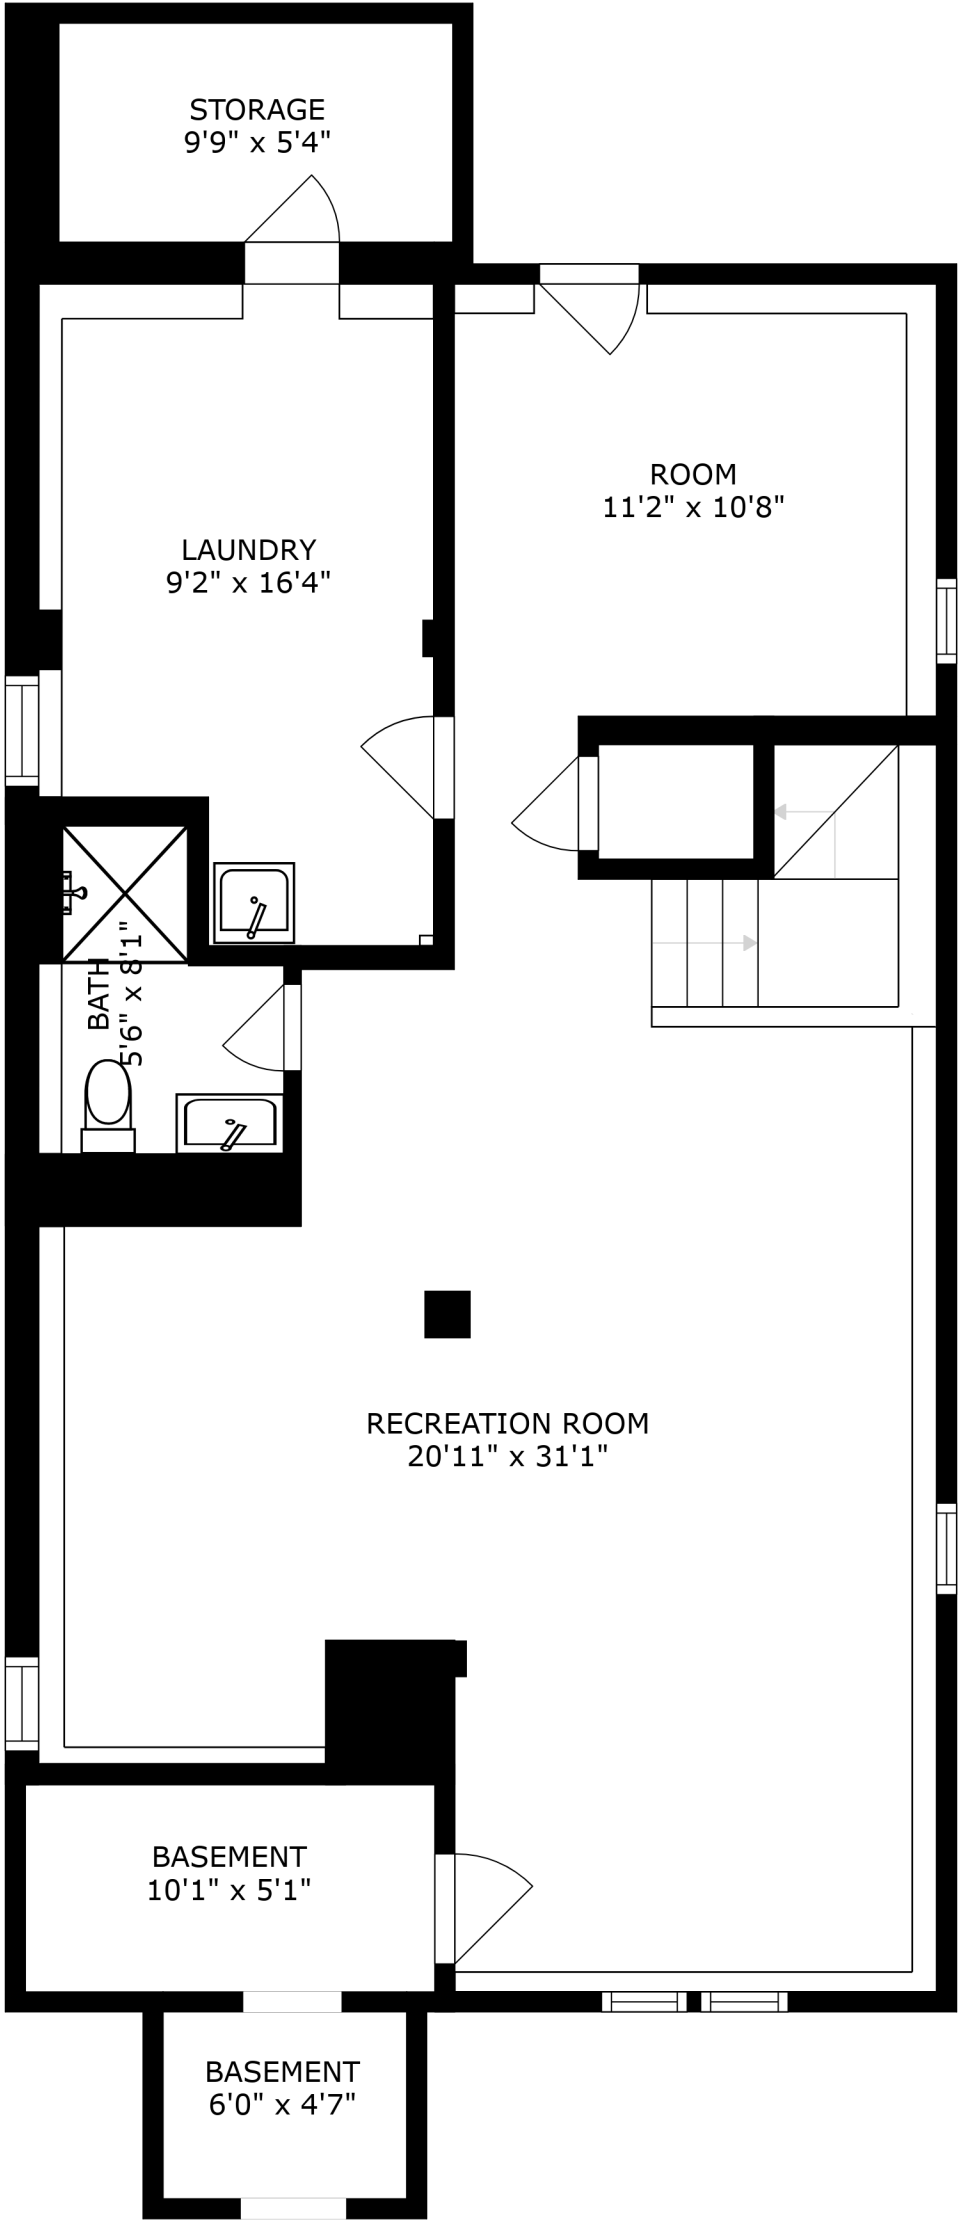 STORAGE
9'9" x 5'4"
ROOM
11'2" x 10'8"
LAUNDRY
9'2" x 16'4"
BATH
5'6" x 8'1"
RECREATION ROOM
20'11" x 31'1"
BASEMENT
10'1" x 5'1"
BASEMENT
6'0" x 4'7"